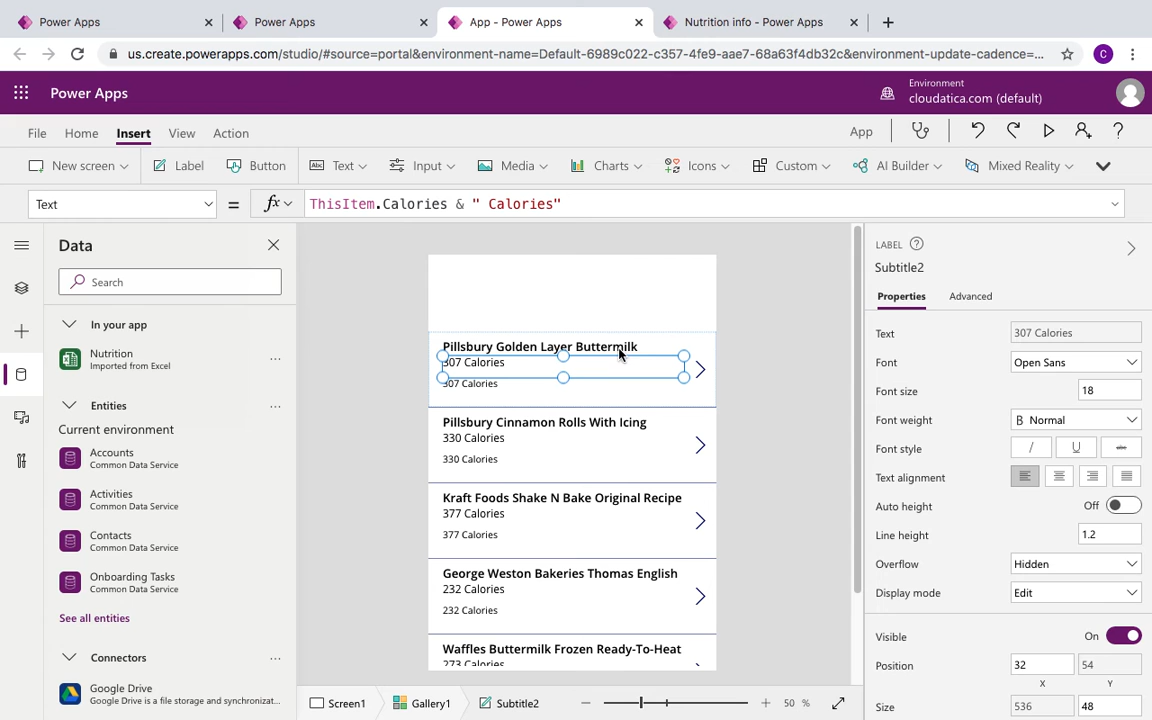 Power Apps
Power Apps
App - Power Apps
Nutrition info - Power Apps
us.create.powerapps.com/studio/#source=portal&environment-name=Default-6989c022-c357-4fe9-aae7-68a63f4db32c&environment-update-cadence=...
C
Power Apps
Environment
cloudatica.com (default)
File
Home
Insert
View
Action
App
New screen
Label
Button
Abc
Text
Input
Media
Charts
Icons
Custom
AI Builder
Mixed Reality
Text
=
fx
ThisItem.Calories & " Calories"
Data
Search
In your app
Nutrition
Imported from Excel
...
Entities
...
Current environment
Accounts
Common Data Service
Activities
Common Data Service
Contacts
Common Data Service
Onboarding Tasks
Common Data Service
See all entities
Connectors
...
Google Drive
Google Drive is a file storage and synchronizat...
Pillsbury Golden Layer Buttermilk
307 Calories
307 Calories
Pillsbury Cinnamon Rolls With Icing
330 Calories
330 Calories
Kraft Foods Shake N Bake Original Recipe
377 Calories
377 Calories
George Weston Bakeries Thomas English
232 Calories
232 Calories
Waffles Buttermilk Frozen Ready-To-Heat
273 Calories
Screen1
Gallery1
Subtitle2
50 %
LABEL
Subtitle2
Properties
Advanced
Text
307 Calories
Font
Open Sans
Font size
18
Font weight
B Normal
Font style
/ U abc
Text alignment
Auto height
Off
Line height
1.2
Overflow
Hidden
Display mode
Edit
Visible
On
Position
32
54
X
Y
Size
536
48